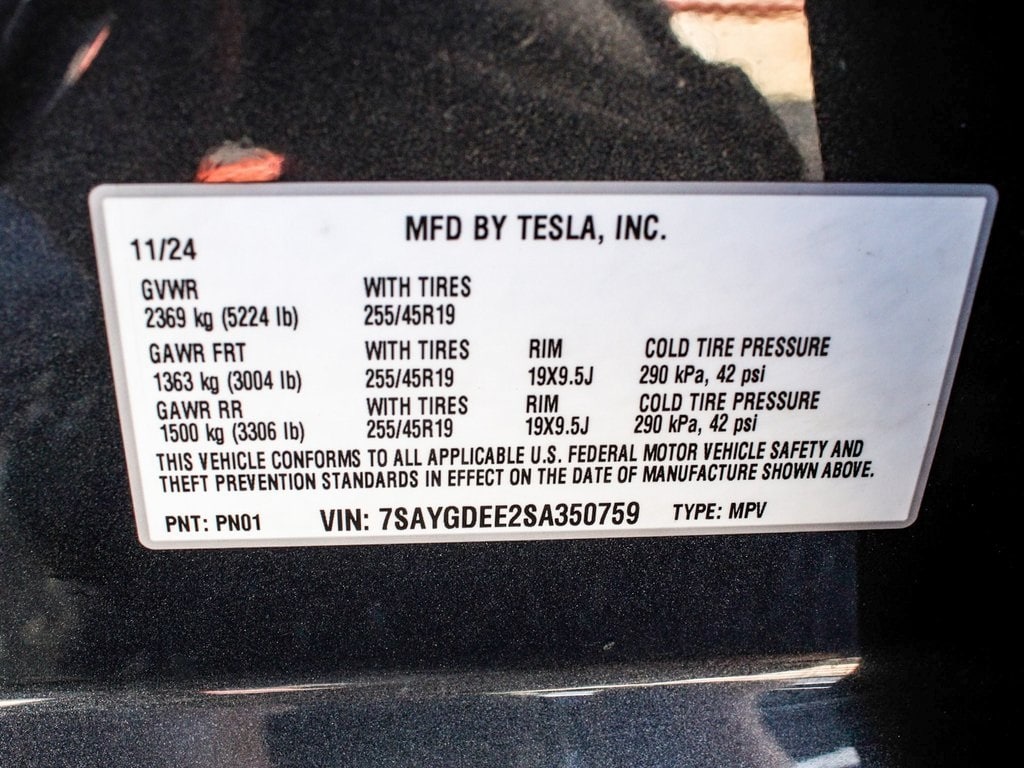 MFD BY TESLA, INC.
11/24
GVWR WITH TIRES
2369 kg (5224 lb) 255/45R19
GAWR FRT WITH TIRES RIM COLD TIRE PRESSURE
1363 kg (3004 lb) 255/45R19 19X9.5J 290 kPa, 42 psi
GAWR RR WITH TIRES RIM COLD TIRE PRESSURE
1500 kg (3306 lb) 255/45R19 19X9.5J 290 kPa, 42 psi
THIS VEHICLE CONFORMS TO ALL APPLICABLE U.S. FEDERAL MOTOR VEHICLE SAFETY AND
THEFT PREVENTION STANDARDS IN EFFECT ON THE DATE OF MANUFACTURE SHOWN ABOVE.
PNT: PN01 VIN: 7SAYGDEE2SA350759 TYPE: MPV